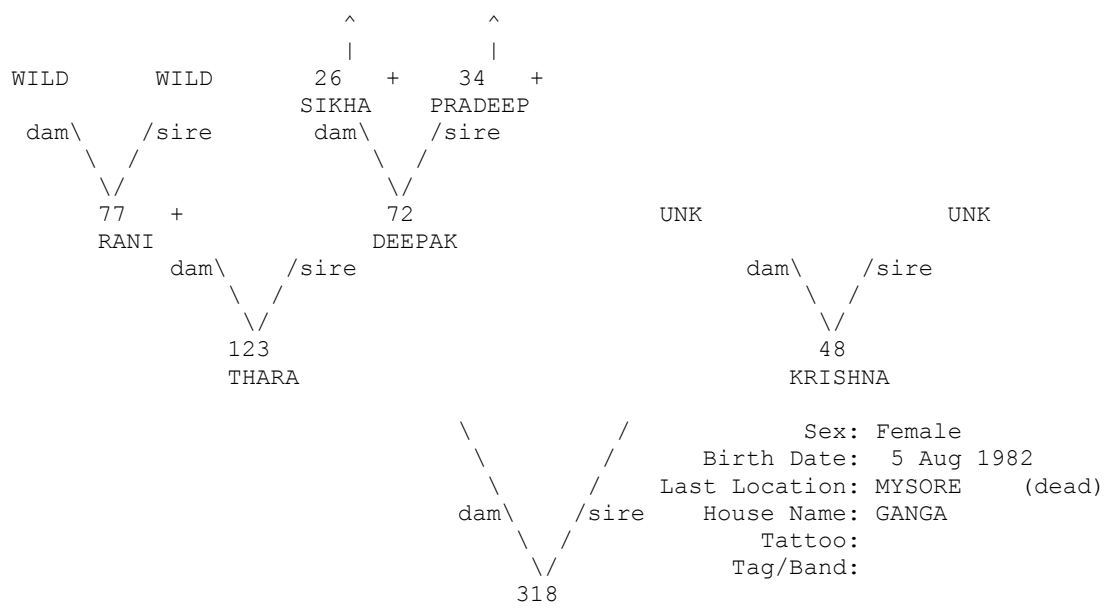 ^ ^
| |
WILD WILD 26 + 34 +
SIKHA PRADEEP
dam\ /sire dam\ /sire
\ / \ /
\/ \/
77 + 72 UNK UNK
RANI DEEPAK
dam\ /sire dam\ /sire
\ / \ /
\/ \/
123 48
THARA KRISHNA
\ / Sex: Female
\ / Birth Date: 5 Aug 1982
\ / Last Location: MYSORE (dead)
dam\ /sire House Name: GANGA
\ / Tattoo:
\/ Tag/Band:
318